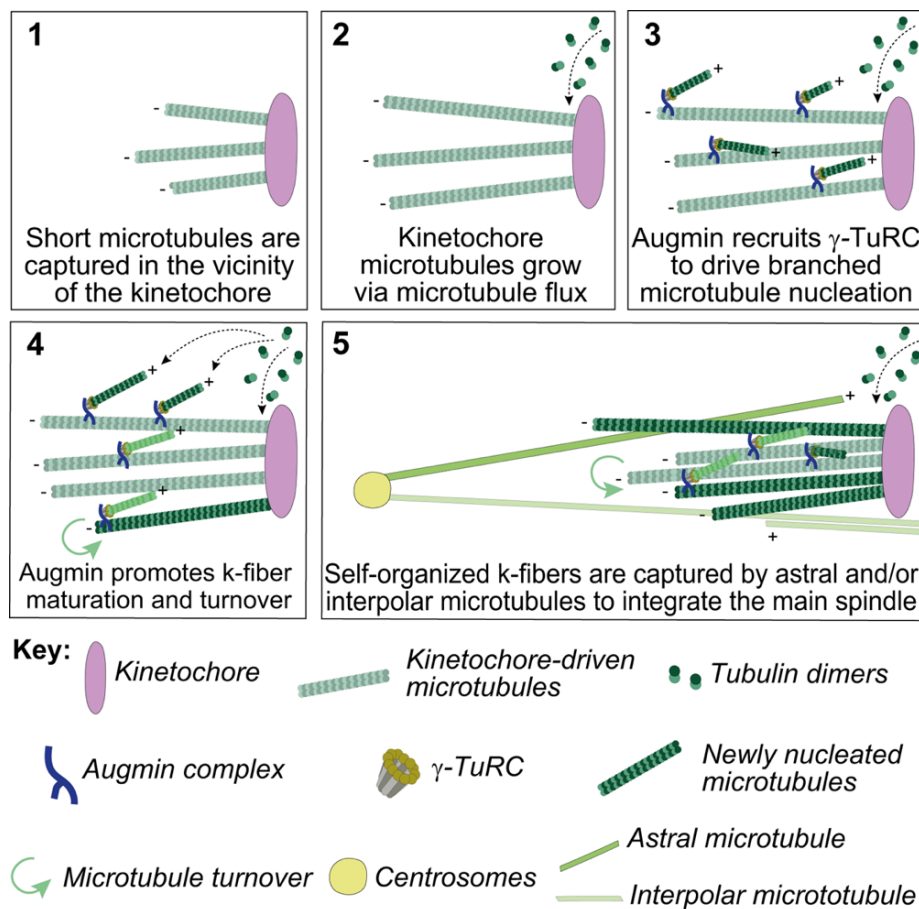 1
-
-
-
Short microtubules are
captured in the vicinity
of the kinetochore
2
-
-
-
Kinetochore
microtubules grow
via microtubule flux
3
+
+
-
+
-
+
-
Augmin recruits γ-TuRC
to drive branched
microtubule nucleation
4
+
+
-
+
-
-
+
-
Augmin promotes k-fiber
maturation and turnover
5
+
-
-
-
-
+
Self-organized k-fibers are captured by astral and/or
interpolar microtubules to integrate the main spindle
Key:
Kinetochore
Kinetochore-driven
microtubules
Tubulin dimers
Augmin complex
γ-TuRC
Newly nucleated
microtubules
Microtubule turnover
Centrosomes
Astral microtubule
Interpolar micrototubule